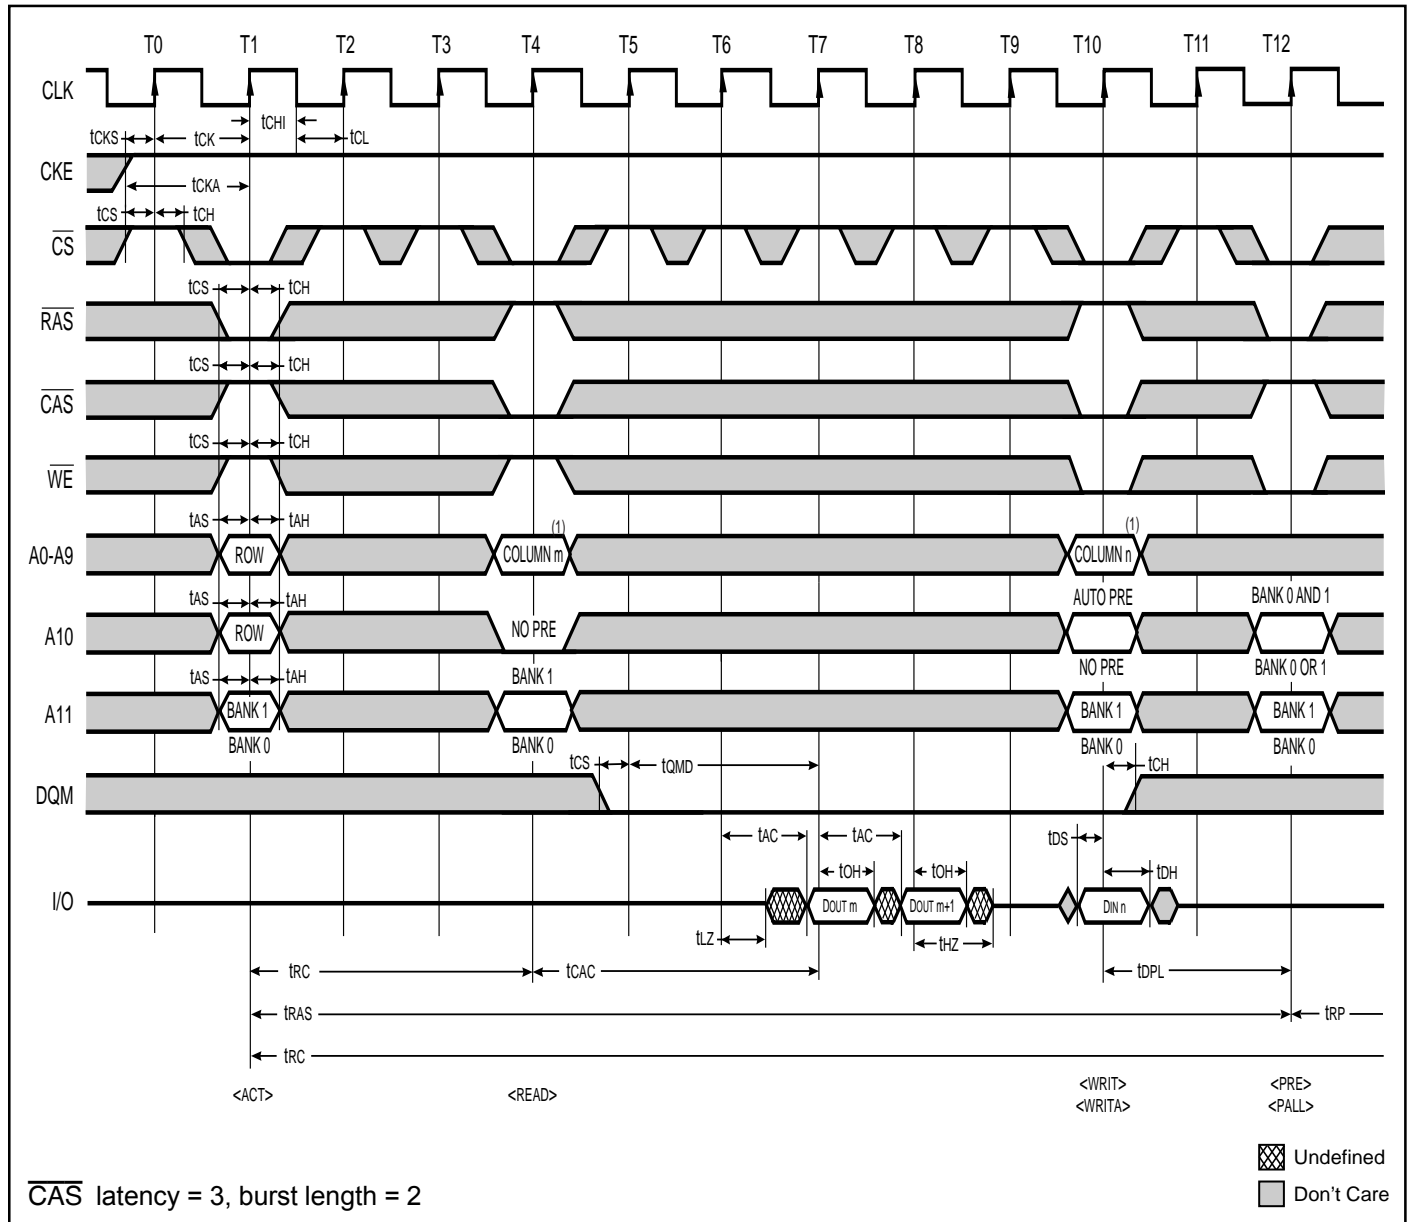 T0 T1 T2 T3 T4 T5 T6 T7 T8 T9 T10 T11 T12
CLK
tCHI
tCKS tCK tCL
CKE
tCKA
tCS tCH
CS
tCS tCH
RAS
tCS tCH
CAS
tCS tCH
WE
tAS tAH
(1) (1)
A0-A9 ROW COLUMN m COLUMN n
tAS tAH AUTO PRE BANK 0 AND 1
A10 ROW NO PRE
tAS tAH BANK 1 NO PRE BANK 0 OR 1
A11 BANK 1 BANK 1 BANK 1
BANK 0 BANK 0 BANK 0 BANK 0
tCS tQMD tCH
DQM
tAC tAC tDS
tOH tOH tDH
I/O DOUT m DOUT m+1 DIN n
tLZ tHZ
tRC tCAC tDPL
tRAS tRP
tRC
<ACT> <READ> <WRIT> <PRE>
<WRITA> <PALL>
Undefined
CAS latency = 3, burst length = 2 Don't Care